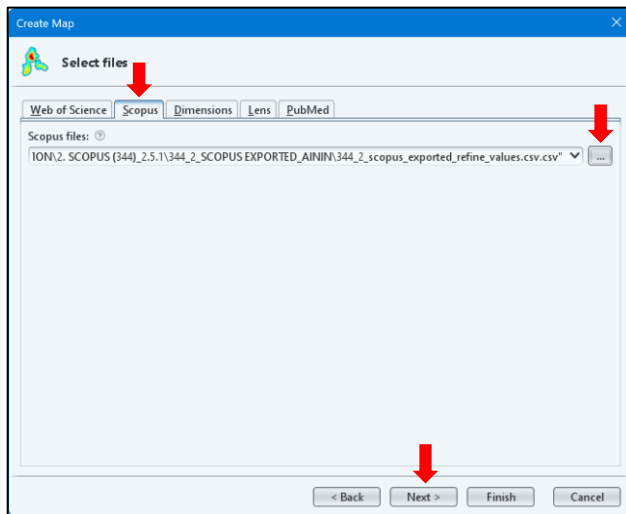 Create Map
Select files
Web of Science Scopus Dimensions Lens PubMed
Scopus files:
ION\2. SCOPUS (344)_2.5.1\344_2_SCOPUS EXPORTED_AININ\344_2_scopus_exported_refine_values.csv.csv" ...
< Back Next > Finish Cancel